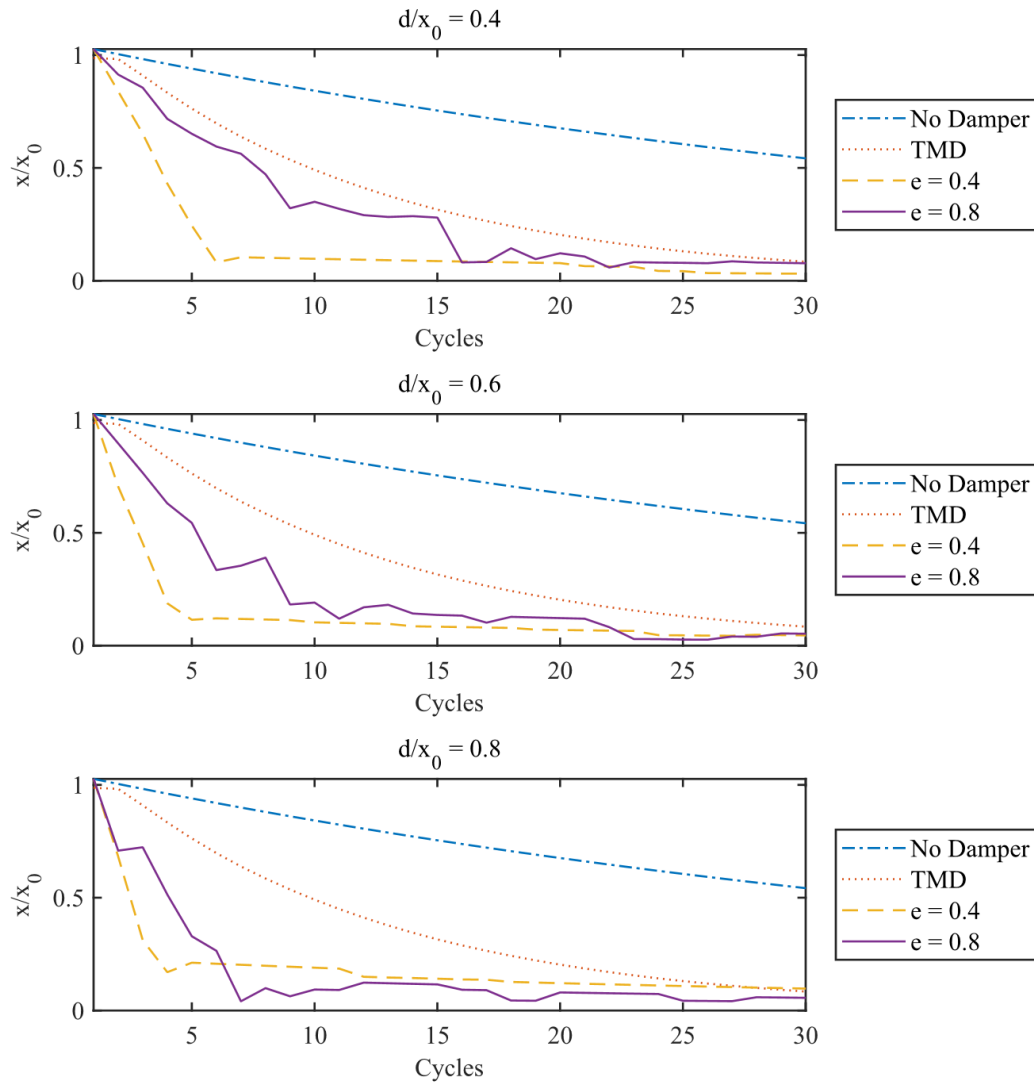 d/x0 = 0.4
1
0.5
0
x/x0
5 10 15 20 25 30
Cycles
No Damper
TMD
e = 0.4
e = 0.8
d/x0 = 0.6
1
0.5
0
x/x0
5 10 15 20 25 30
Cycles
No Damper
TMD
e = 0.4
e = 0.8
d/x0 = 0.8
1
0.5
0
x/x0
5 10 15 20 25 30
Cycles
No Damper
TMD
e = 0.4
e = 0.8